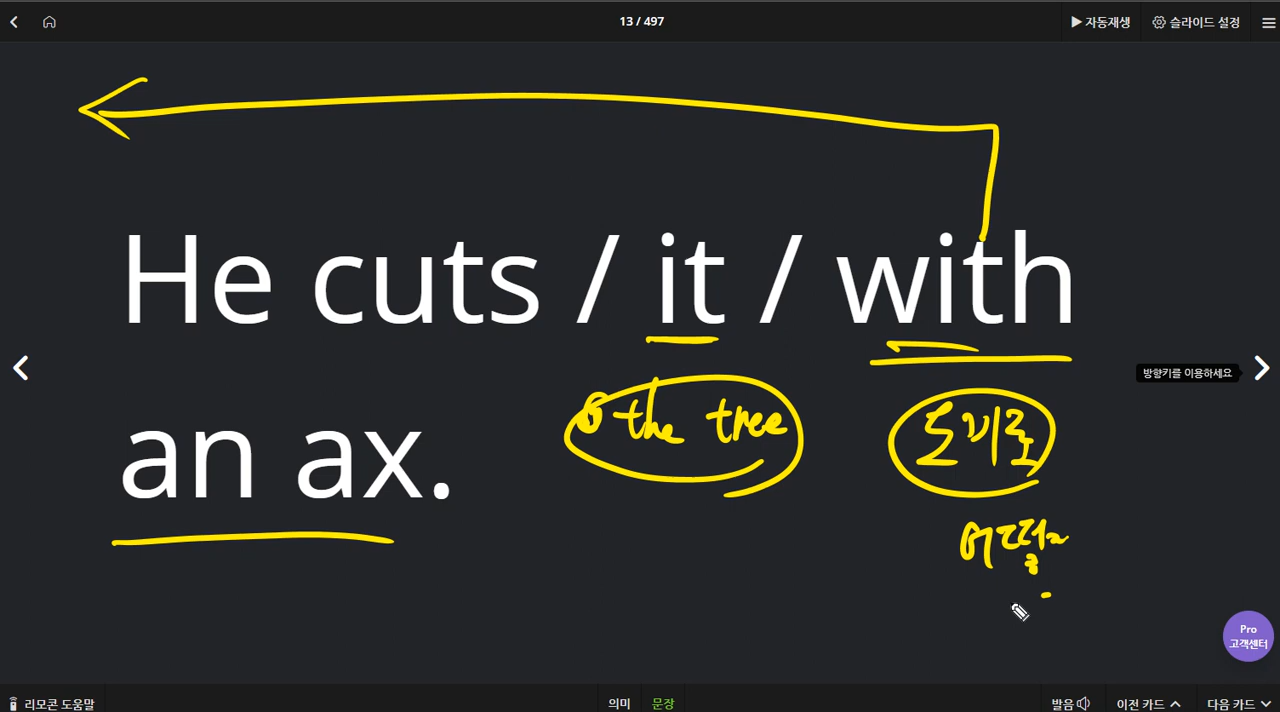 13 / 497
▶ 자동재생
슬라이드 설정
He cuts / it / with
방향키를 이용하세요
the tree
도끼로
an ax.
Pro
고객센터
리모콘 도움말
의미
문장
발음
이전 카드
다음 카드